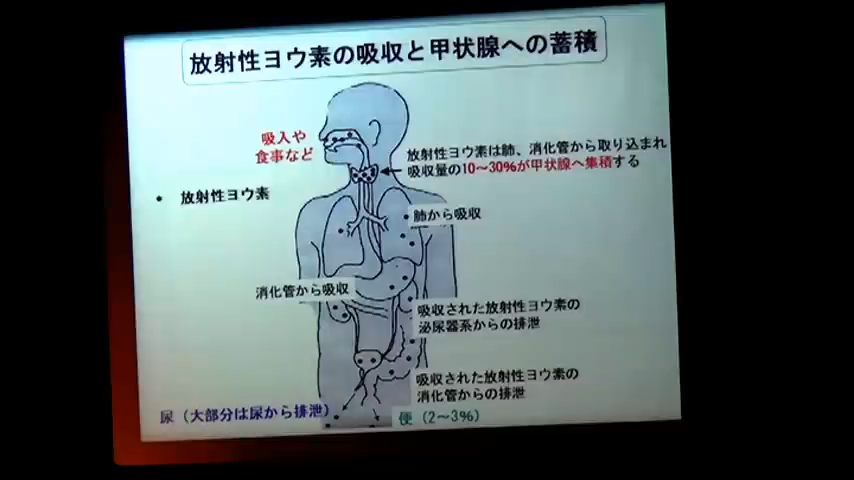 放射性ヨウ素の吸収と甲状腺への蓄積
吸入や
食事など
放射性ヨウ素は肺、消化管から取り込まれ
吸収量の10〜30%が甲状腺へ集積する
• 放射性ヨウ素
肺から吸収
消化管から吸収
吸収された放射性ヨウ素の
泌尿器系からの排泄
吸収された放射性ヨウ素の
消化管からの排泄
尿（大部分は尿から排泄）
便（2〜3%）